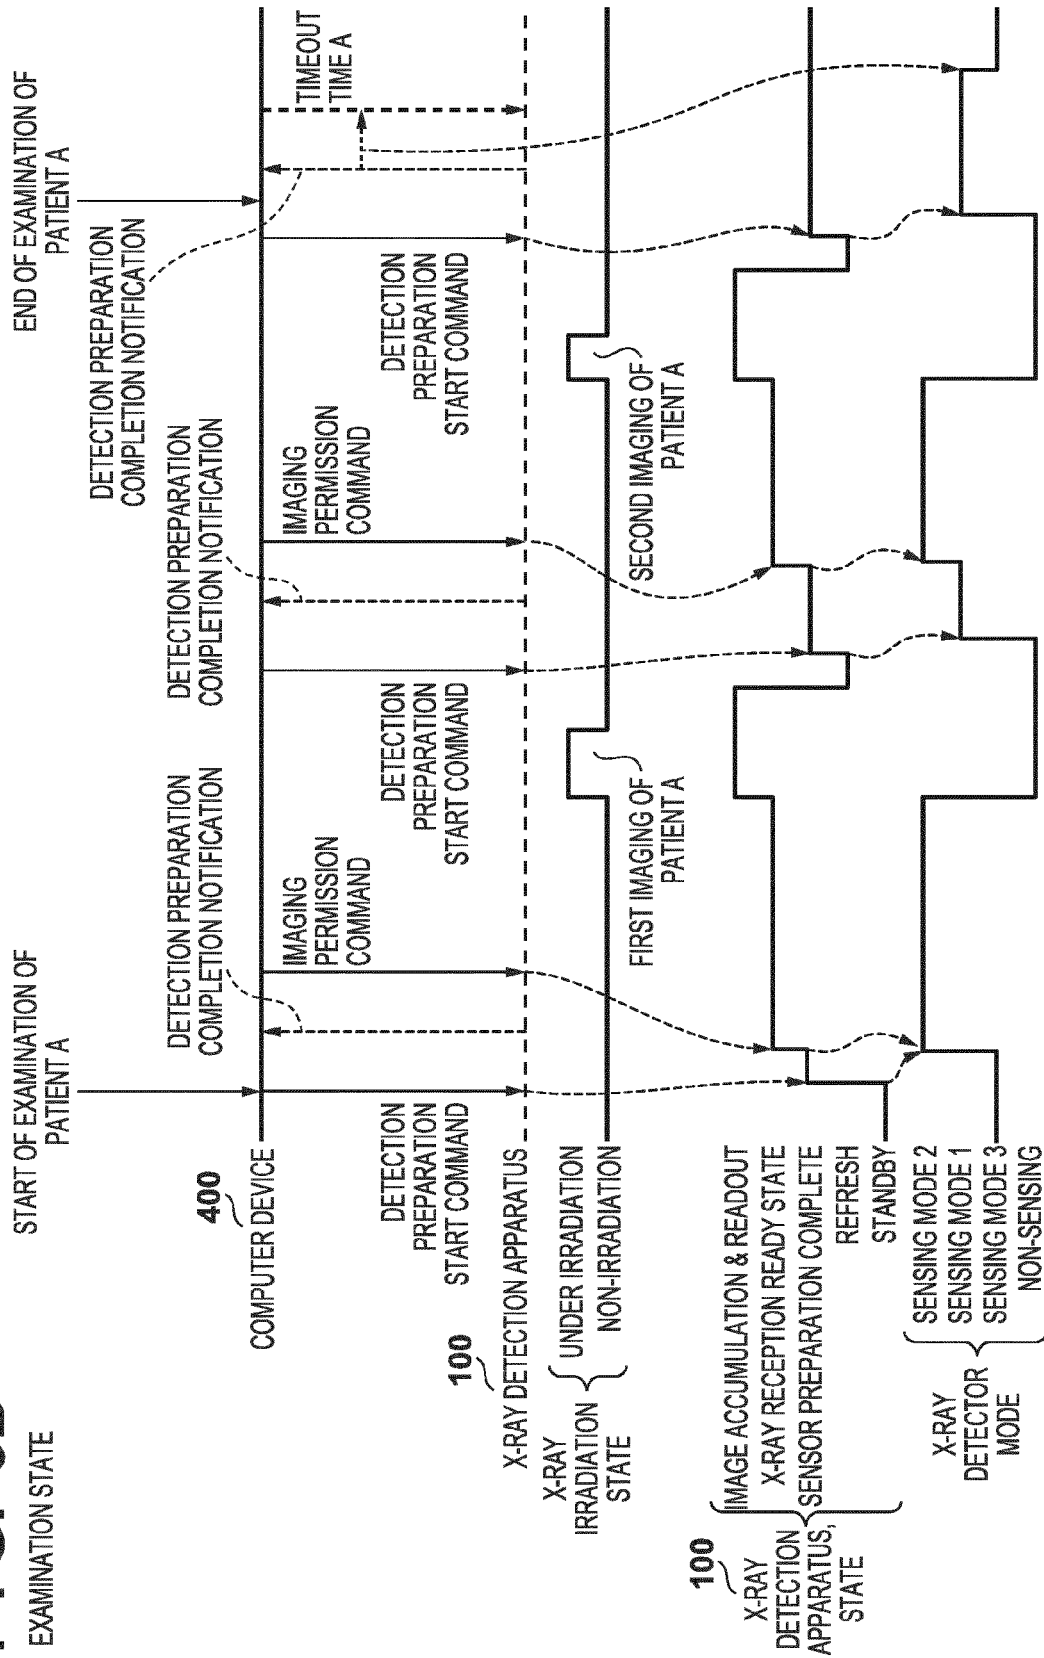 EXAMINATION STATE
START OF EXAMINATION OF
PATIENT A
END OF EXAMINATION OF
PATIENT A
DETECTION PREPARATION
COMPLETION NOTIFICATION
DETECTION PREPARATION
COMPLETION NOTIFICATION
DETECTION PREPARATION
COMPLETION NOTIFICATION
400
COMPUTER DEVICE
IMAGING
PERMISSION
COMMAND
IMAGING
PERMISSION
COMMAND
TIMEOUT
TIME A
DETECTION
PREPARATION
START COMMAND
DETECTION
PREPARATION
START COMMAND
DETECTION
PREPARATION
START COMMAND
100
X-RAY DETECTION APPARATUS
X-RAY
IRRADIATION
STATE
UNDER IRRADIATION
NON-IRRADIATION
FIRST IMAGING OF
PATIENT A
SECOND IMAGING OF
PATIENT A
100
X-RAY
DETECTION
APPARATUS,
STATE
IMAGE ACCUMULATION & READOUT
X-RAY RECEPTION READY STATE
SENSOR PREPARATION COMPLETE
REFRESH
STANDBY
X-RAY
DETECTOR
MODE
SENSING MODE 2
SENSING MODE 1
SENSING MODE 3
NON-SENSING